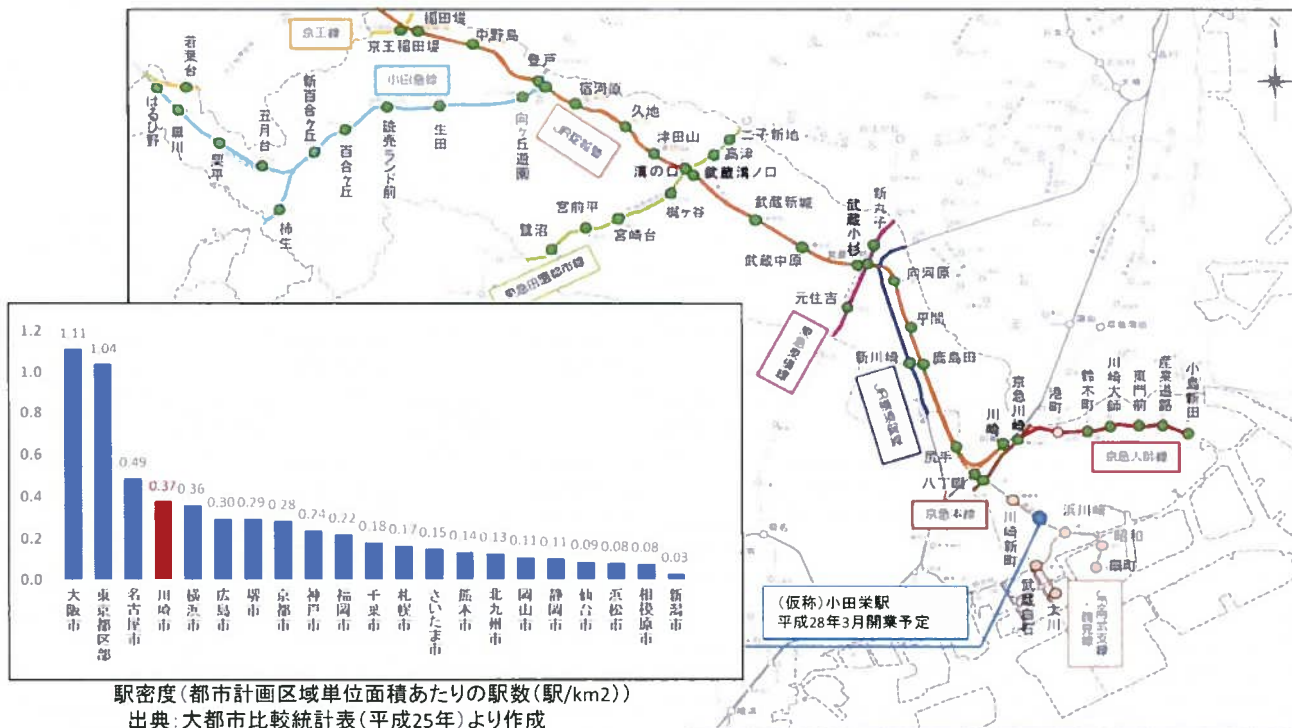 稲田堤
京王線
京王稲田堤
中野島
登戸
小田急線
宿河原
久地
若葉台
はるひ野
黒川
栗平
五月台
新百合ヶ丘
百合ヶ丘
読売ランド前
生田
向ヶ丘遊園
柿生
JR南武線
津田山
二子新地
高津
溝の口
武蔵溝ノ口
梶ヶ谷
宮崎台
宮前平
鷺沼
東急田園都市線
武蔵新城
武蔵中原
武蔵小杉
新丸子
向河原
元住吉
東急東横線
平間
新川崎
鹿島田
JR横須賀線
京急川崎
川崎
港町
鈴木町
川崎大師
東門前
産業道路
小島新田
京急大師線
尻手
八丁畷
京急本線
川崎新町
浜川崎
昭和
扇町
武蔵白石
大川
(仮称)小田栄駅
平成28年3月開業予定
1.2
1.0
0.8
0.6
0.4
0.2
0.0
1.11
1.04
0.49
0.37
0.36
0.30
0.29
0.28
0.24
0.22
0.18
0.17
0.15
0.14
0.13
0.11
0.11
0.09
0.08
0.08
0.03
大阪市
東京都区部
名古屋市
川崎市
横浜市
広島市
堺市
京都市
神戸市
福岡市
千葉市
札幌市
さいたま市
熊本市
北九州市
岡山市
静岡市
仙台市
浜松市
相模原市
新潟市
駅密度(都市計画区域単位面積あたりの駅数(駅/km2))
出典:大都市比較統計表(平成25年)より作成